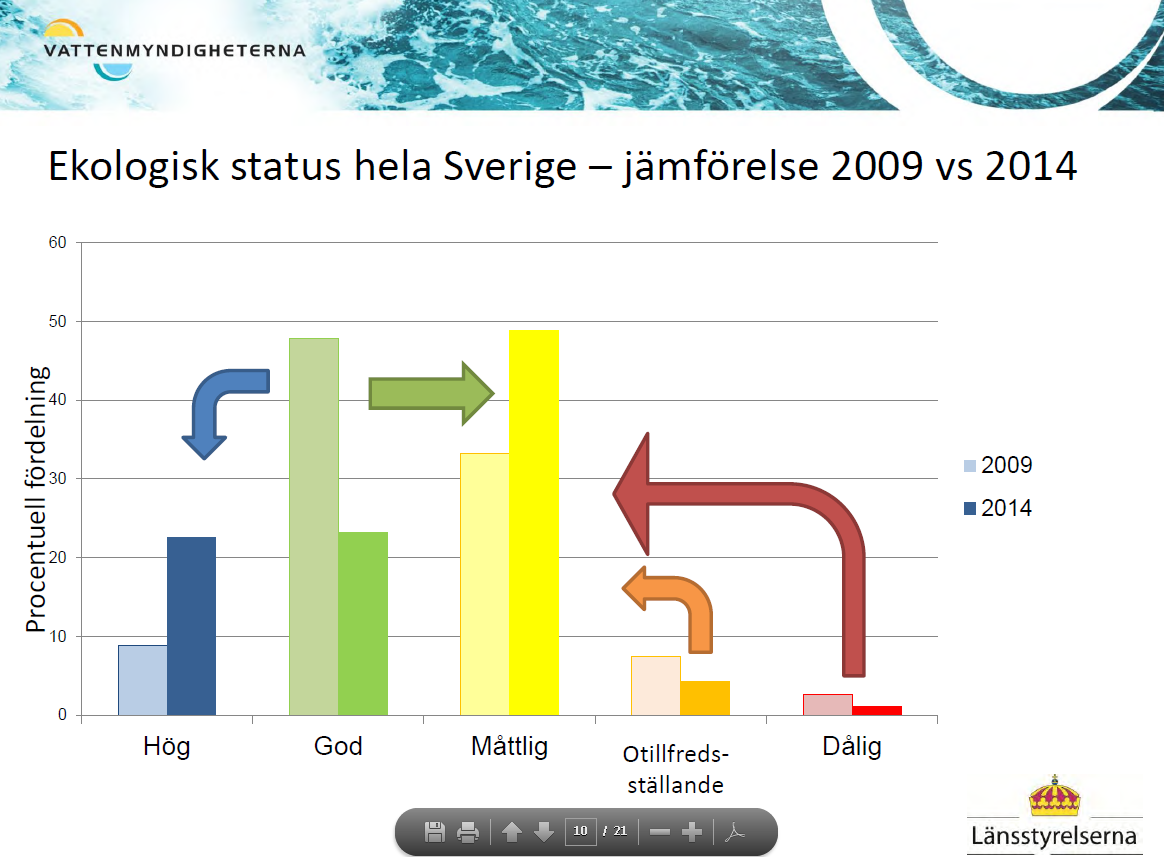 VATTENMYNDIGHETERNA
Ekologisk status hela Sverige – jämförelse 2009 vs 2014
Procentuell fördelning
60
50
40
30
20
10
0
Hög
God
Måttlig
Otillfreds-
ställande
Dålig
2009
2014
10 / 21
Länsstyrelserna